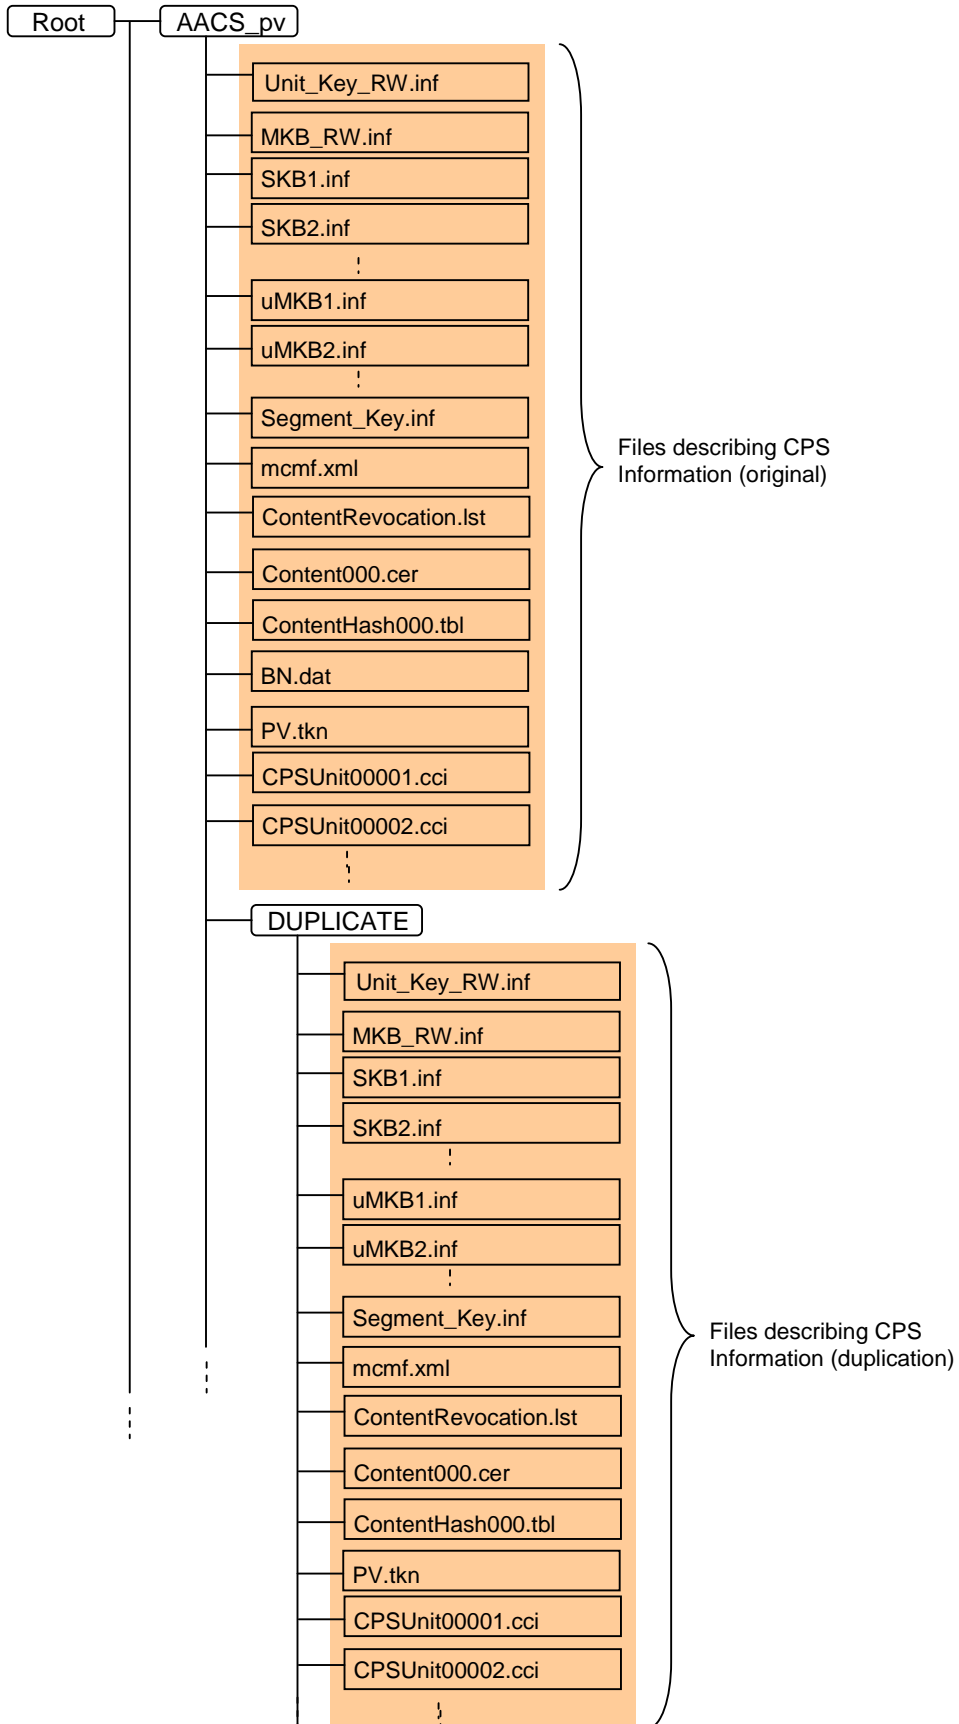 Root
AACS_pv
Unit_Key_RW.inf
MKB_RW.inf
SKB1.inf
SKB2.inf
uMKB1.inf
uMKB2.inf
Segment_Key.inf
mcmf.xml
ContentRevocation.lst
Content000.cer
ContentHash000.tbl
BN.dat
PV.tkn
CPSUnit00001.cci
CPSUnit00002.cci
Files describing CPS
Information (original)
DUPLICATE
Unit_Key_RW.inf
MKB_RW.inf
SKB1.inf
SKB2.inf
uMKB1.inf
uMKB2.inf
Segment_Key.inf
mcmf.xml
ContentRevocation.lst
Content000.cer
ContentHash000.tbl
PV.tkn
CPSUnit00001.cci
CPSUnit00002.cci
Files describing CPS
Information (duplication)